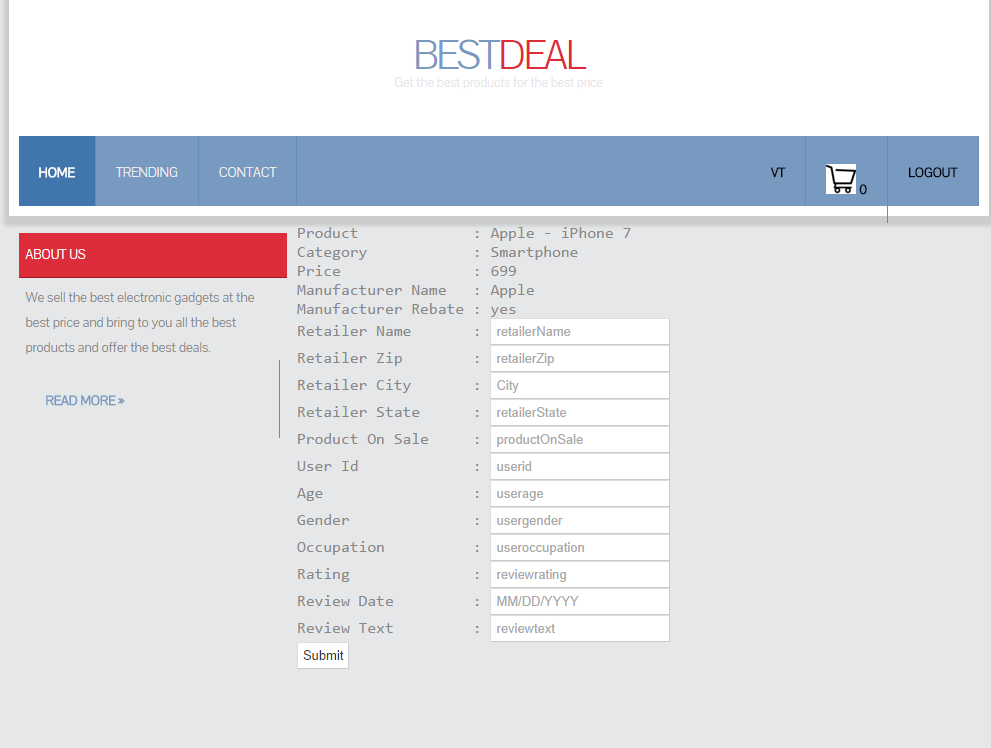 BESTDEAL
Get the best products for the best price
HOME TRENDING CONTACT VT 0 LOGOUT
ABOUT US
We sell the best electronic gadgets at the
best price and bring to you all the best
products and offer the best deals.
READ MORE »
Product : Apple - iPhone 7
Category : Smartphone
Price : 699
Manufacturer Name : Apple
Manufacturer Rebate : yes
Retailer Name : retailerName
Retailer Zip : retailerZip
Retailer City : City
Retailer State : retailerState
Product On Sale : productOnSale
User Id : userid
Age : userage
Gender : usergender
Occupation : useroccupation
Rating : reviewrating
Review Date : MM/DD/YYYY
Review Text : reviewtext
Submit